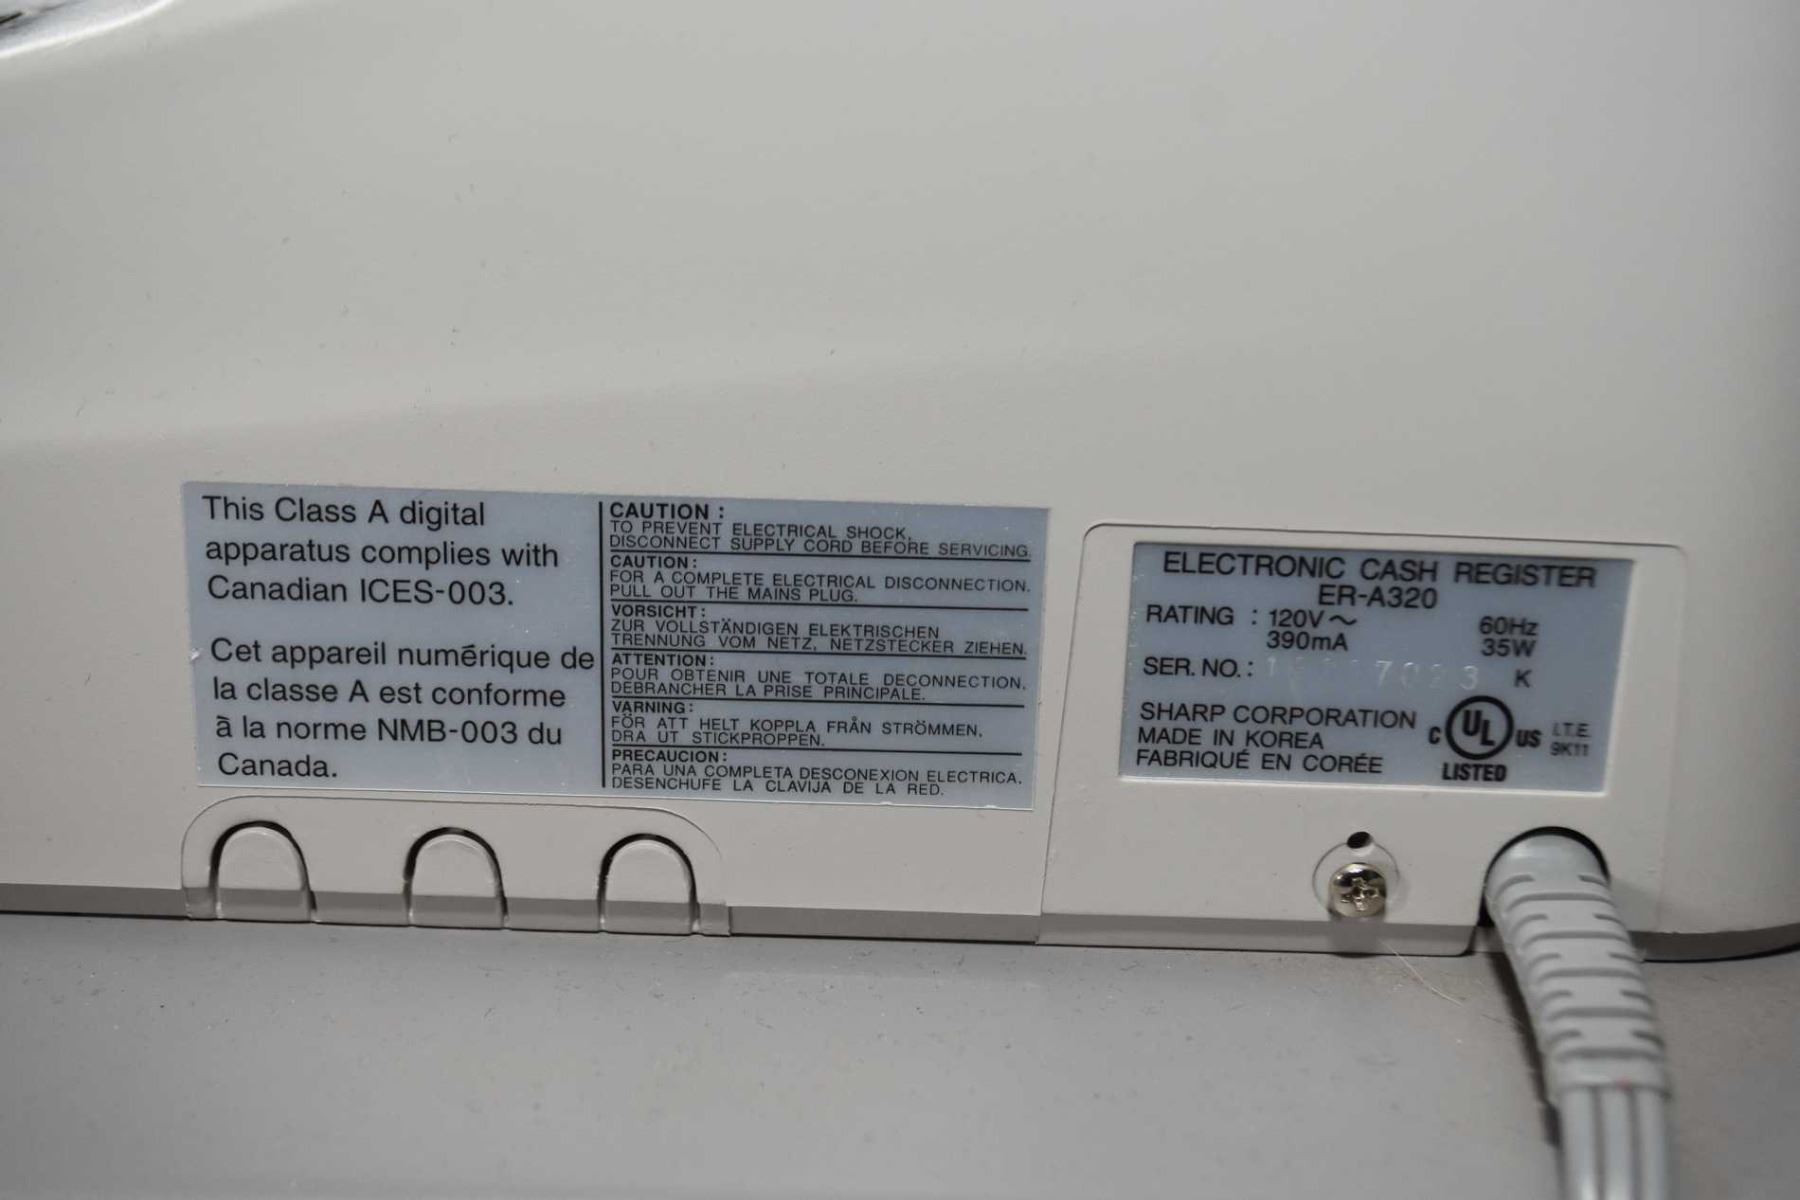 This Class A digital
apparatus complies with
Canadian ICES-003.
Cet appareil numérique de
la classe A est conforme
à la norme NMB-003 du
Canada.
CAUTION :
TO PREVENT ELECTRICAL SHOCK,
DISCONNECT SUPPLY CORD BEFORE SERVICING.
CAUTION :
FOR A COMPLETE ELECTRICAL DISCONNECTION.
PULL OUT THE MAINS PLUG.
VORSICHT :
ZUR VOLLSTÄNDIGEN ELEKTRISCHEN
TRENNUNG VOM NETZ, NETZSTECKER ZIEHEN.
ATTENTION :
POUR OBTENIR UNE TOTALE DECONNECTION.
DEBRANCHER LA PRISE PRINCIPALE.
VARNING :
FÖR ATT HELT KOPPLA FRÅN STRÖMMEN,
DRA UT STICKPROPPEN.
PRECAUCION :
PARA UNA COMPLETA DESCONEXION ELECTRICA.
DESENCHUFE LA CLAVIJA DE LA RED.
ELECTRONIC CASH REGISTER
ER-A320
RATING : 120V～ 60Hz
390mA 35W
SER. NO. : K
SHARP CORPORATION
MADE IN KOREA
FABRIQUÉ EN CORÉE
C UL US
LISTED
I.T.E.
9K11